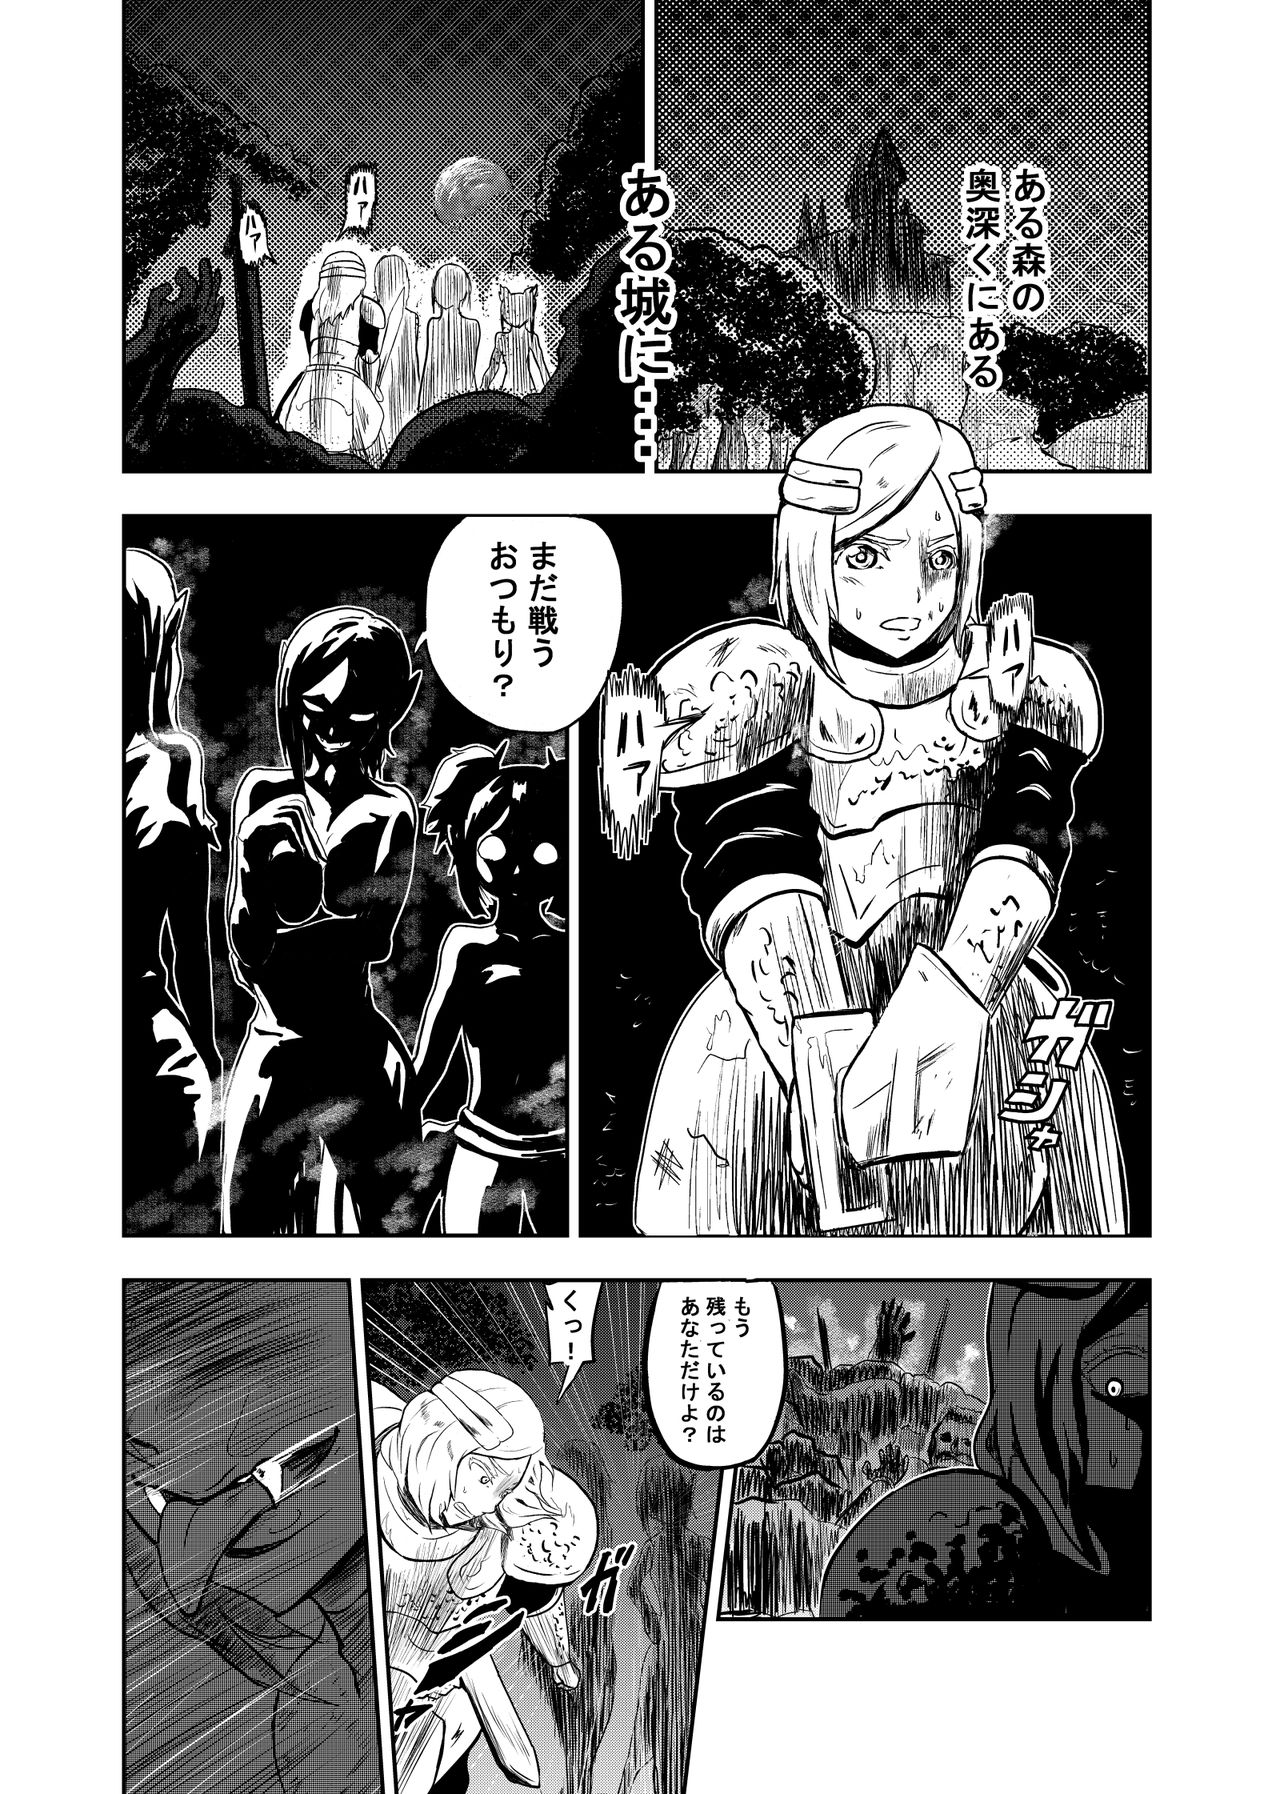 ある森の
奥深くにある
ある城に……
ハァ
ハァ
ハァ
ハァ
ガシャ
まだ戦う
おつもり？
もう
残っているのは
あなただけよ？
くっ！
ガ